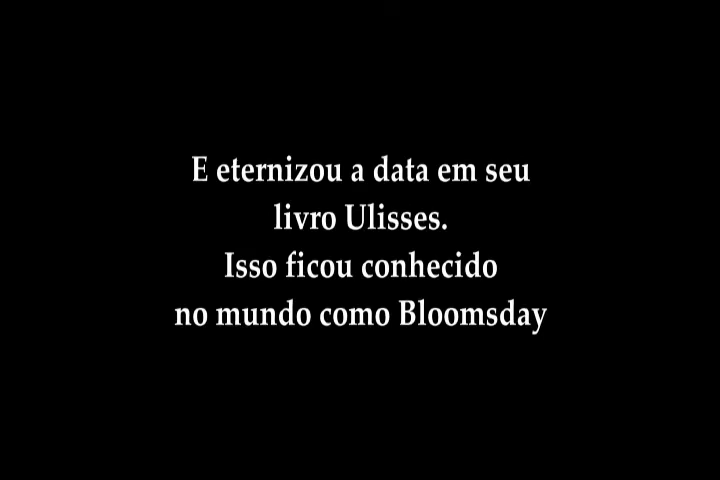 E eternizou a data em seu
livro Ulisses.
Isso ficou conhecido
no mundo como Bloomsday